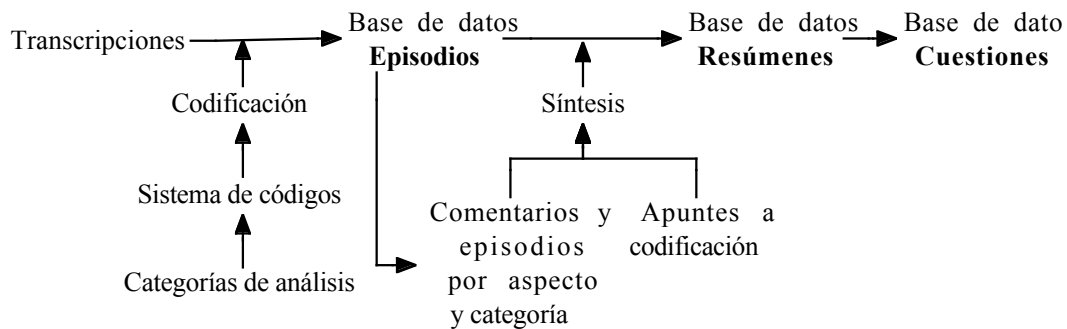 Transcripciones
Base de datos
Episodios
Base de datos
Resúmenes
Base de dato
Cuestiones
Codificación
Síntesis
Sistema de códigos
Categorías de análisis
Comentarios y
episodios
por aspecto
y categoría
Apuntes a
codificación